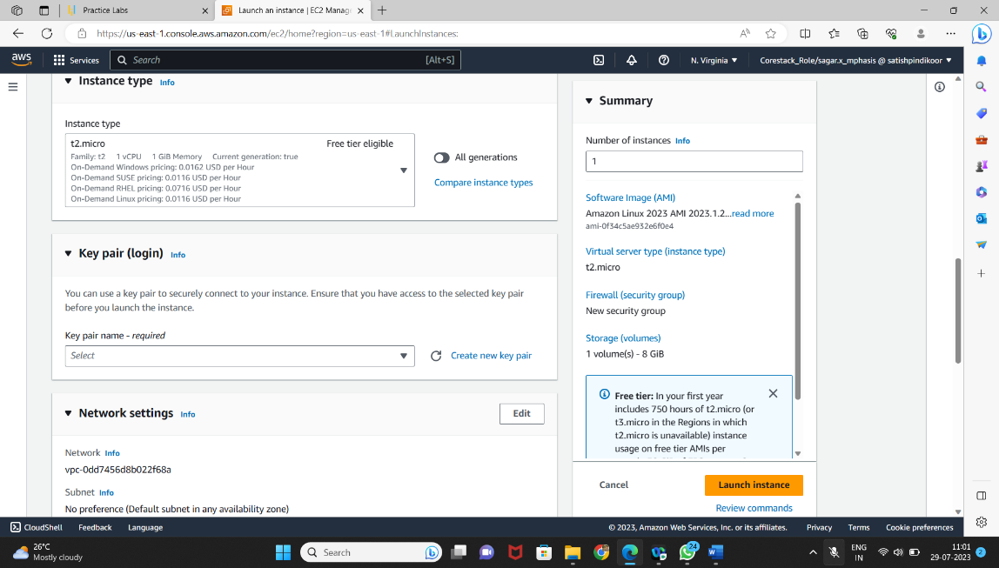 Practice Labs
Launch an instance | EC2 Manage
https://us-east-1.console.aws.amazon.com/ec2/home?region=us-east-1#LaunchInstances:
aws
Services
Search
[Alt+S]
N. Virginia
Corestack_Role/sagar.x_mphasis @ satishpindikoor
Instance type Info
Instance type
t2.micro
Free tier eligible
Family: t2 1 vCPU 1 GiB Memory Current generation: true
On-Demand Windows pricing: 0.0162 USD per Hour
On-Demand SUSE pricing: 0.0116 USD per Hour
On-Demand RHEL pricing: 0.0716 USD per Hour
On-Demand Linux pricing: 0.0116 USD per Hour
All generations
Compare instance types
Key pair (login) Info
You can use a key pair to securely connect to your instance. Ensure that you have access to the selected key pair
before you launch the instance.
Key pair name - required
Select
Create new key pair
Network settings Info
Edit
Network Info
vpc-0dd7456d8b022f68a
Subnet Info
No preference (Default subnet in any availability zone)
Summary
Number of instances Info
1
Software Image (AMI)
Amazon Linux 2023 AMI 2023.1.2...read more
ami-0f34c5ae932e6f0e4
Virtual server type (instance type)
t2.micro
Firewall (security group)
New security group
Storage (volumes)
1 volume(s) - 8 GiB
Free tier: In your first year
includes 750 hours of t2.micro (or
t3.micro in the Regions in which
t2.micro is unavailable) instance
usage on free tier AMIs per
Cancel
Launch instance
Review commands
CloudShell
Feedback
Language
© 2023, Amazon Web Services, Inc. or its affiliates.
Privacy
Terms
Cookie preferences
26°C
Mostly cloudy
Search
24
ENG
IN
11:01
29-07-2023
2